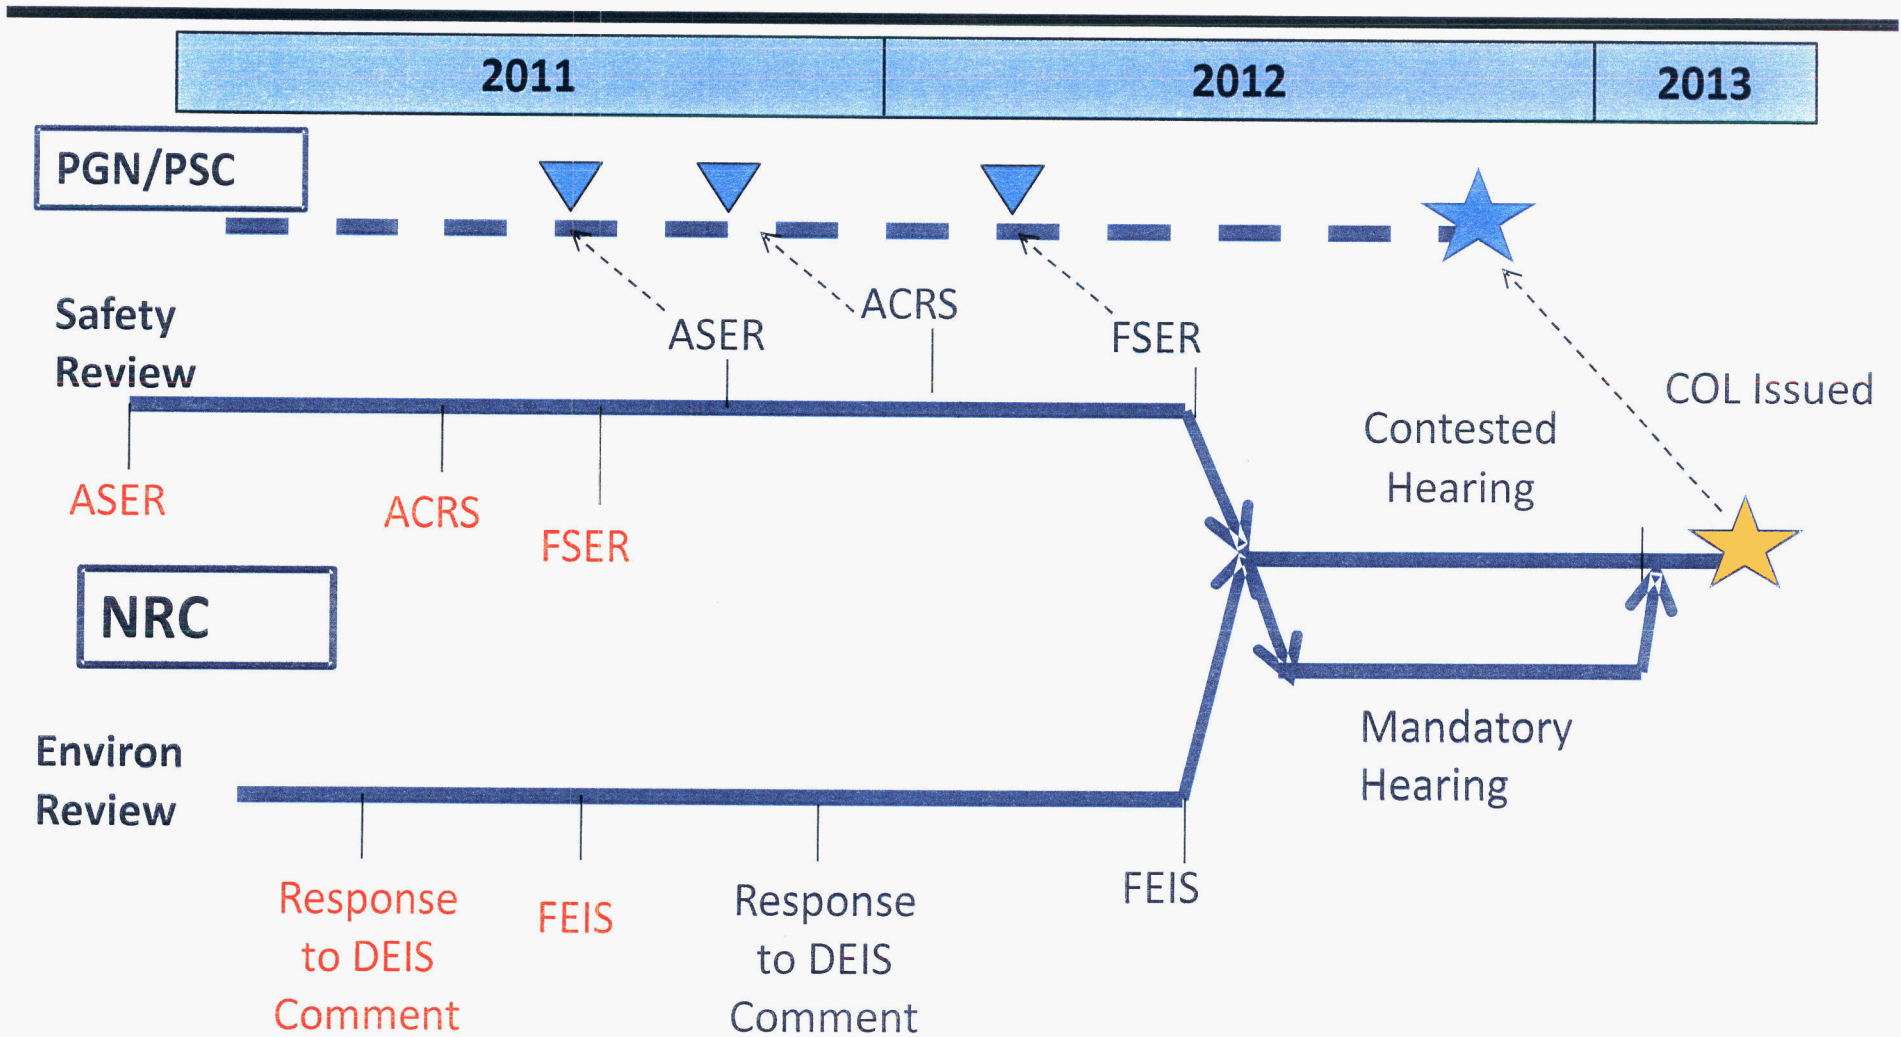 2011
2012
2013
PGN/PSC
Safety
Review
ASER
ACRS
FSER
COL Issued
Contested
Hearing
ASER
ACRS
FSER
NRC
Mandatory
Hearing
Environ
Review
Response
to DEIS
Comment
FEIS
Response
to DEIS
Comment
FEIS